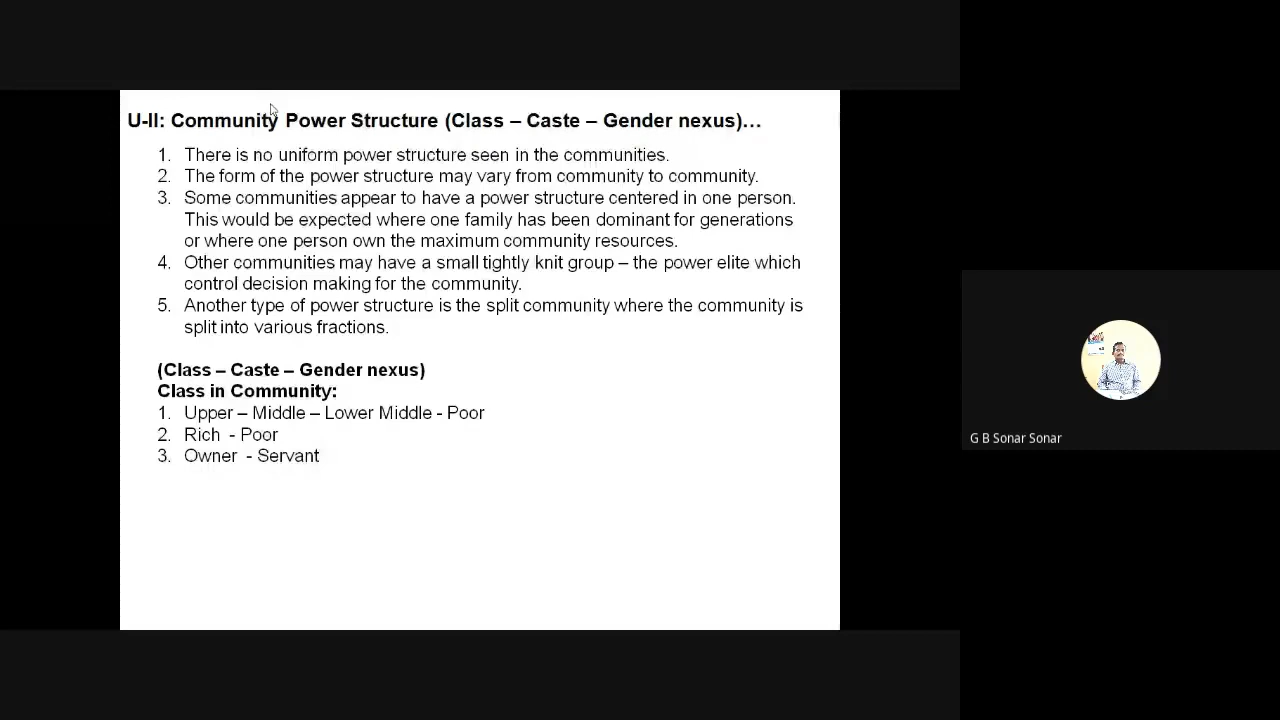 U-II: Community Power Structure (Class – Caste – Gender nexus)…
1. There is no uniform power structure seen in the communities.
2. The form of the power structure may vary from community to community.
3. Some communities appear to have a power structure centered in one person.
This would be expected where one family has been dominant for generations
or where one person own the maximum community resources.
4. Other communities may have a small tightly knit group – the power elite which
control decision making for the community.
5. Another type of power structure is the split community where the community is
split into various fractions.
(Class – Caste – Gender nexus)
Class in Community:
1. Upper – Middle – Lower Middle - Poor
2. Rich - Poor
3. Owner - Servant
G B Sonar Sonar